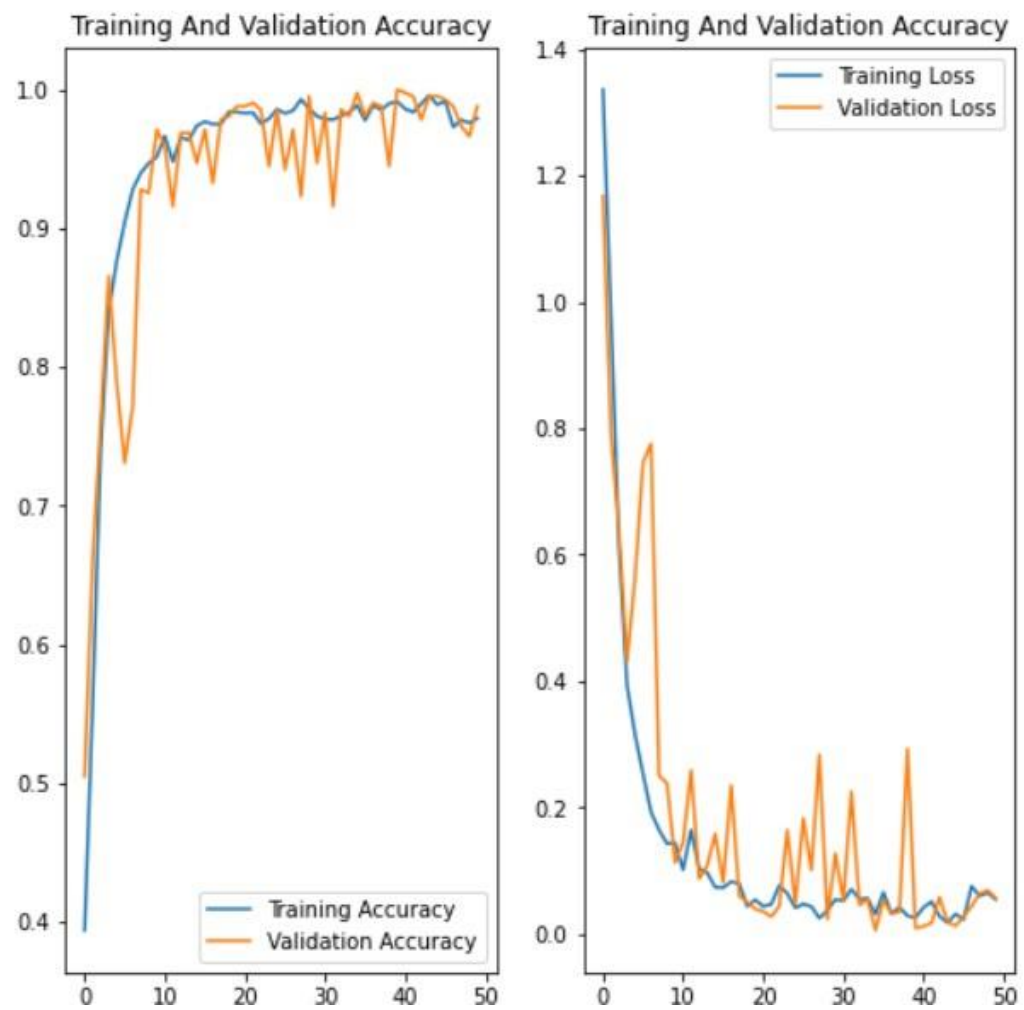 Training And Validation Accuracy
1.0
0.9
0.8
0.7
0.6
0.5
0.4
Training Accuracy
Validation Accuracy
0 10 20 30 40 50
Training And Validation Accuracy
1.4
1.2
1.0
0.8
0.6
0.4
0.2
0.0
Training Loss
Validation Loss
0 10 20 30 40 50